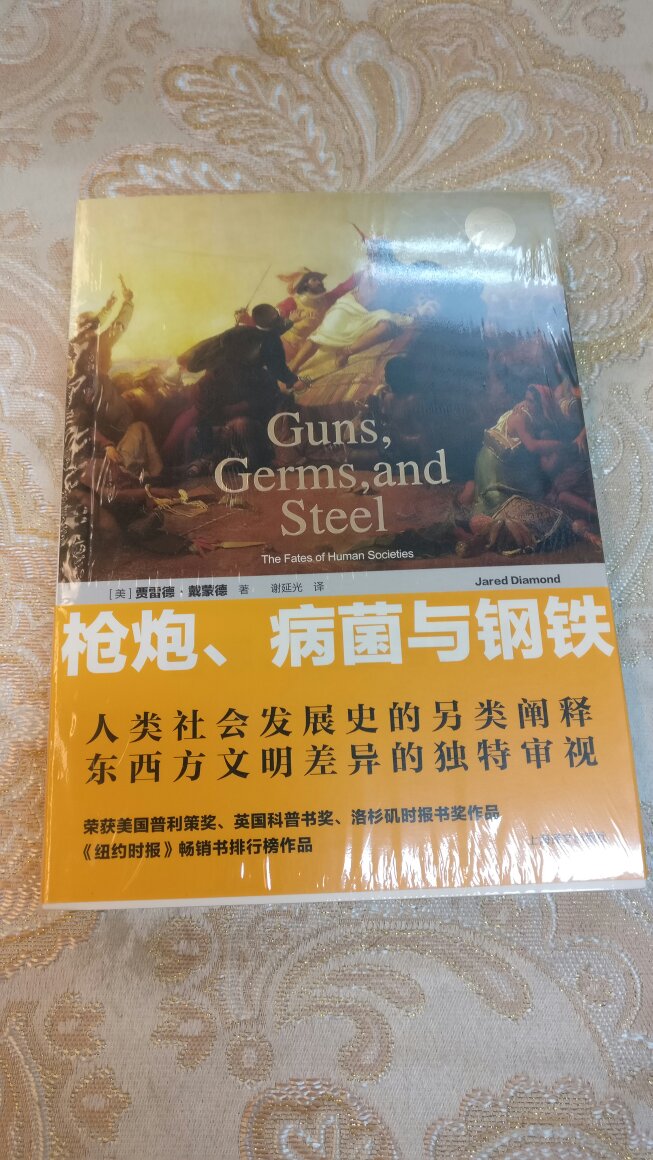 Guns,
Germs,and
Steel
The Fates of Human Societies
[美]贾雷德·戴蒙德 著 谢延光 译
Jared Diamond
枪炮、病菌与钢铁
人类社会发展史的另类阐释
东西方文明差异的独特审视
荣获美国普利策奖、英国科普书奖、洛杉矶时报书奖作品
《纽约时报》畅销书排行榜作品